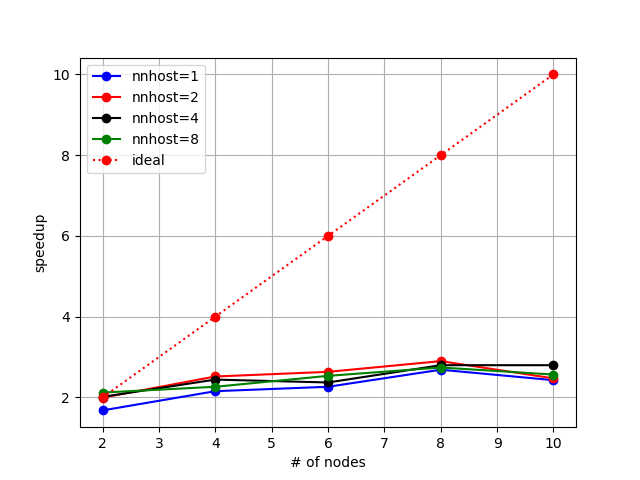 nnhost=1
nnhost=2
nnhost=4
nnhost=8
ideal
10
8
6
4
2
speedup
2 3 4 5 6 7 8 9 10
# of nodes